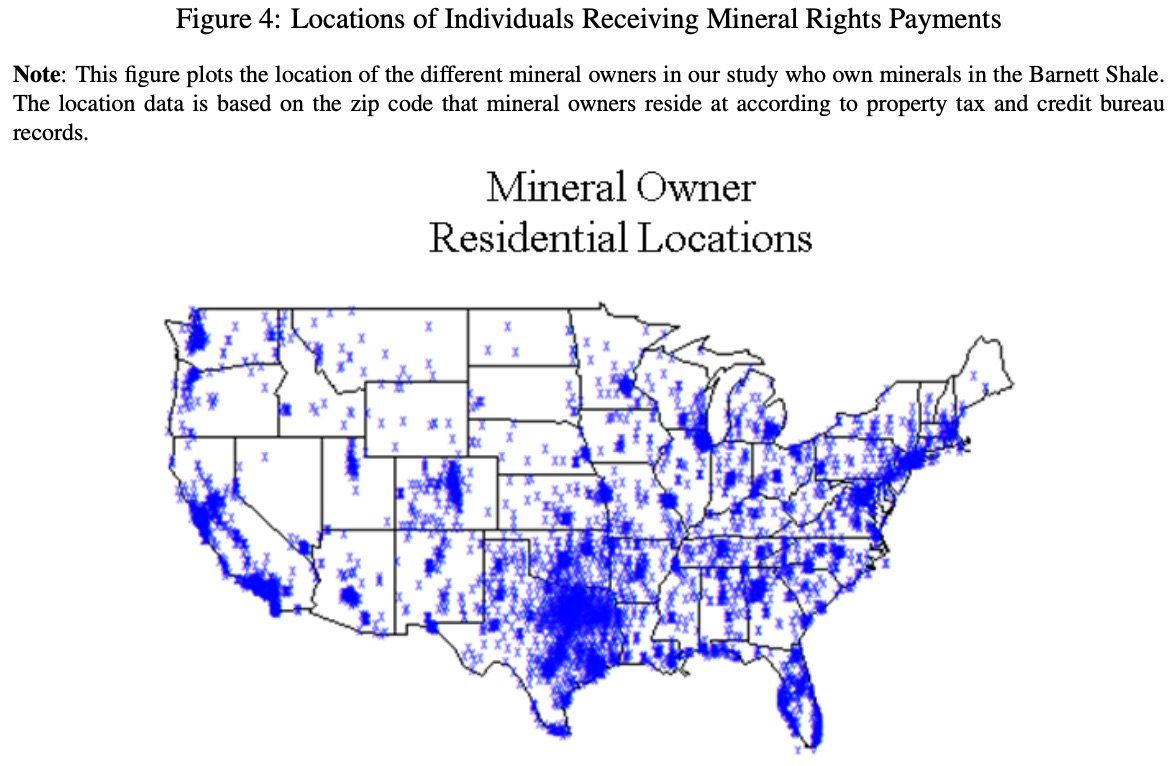 Figure 4: Locations of Individuals Receiving Mineral Rights Payments
Note: This figure plots the location of the different mineral owners in our study who own minerals in the Barnett Shale.
The location data is based on the zip code that mineral owners reside at according to property tax and credit bureau
records.
Mineral Owner
Residential Locations